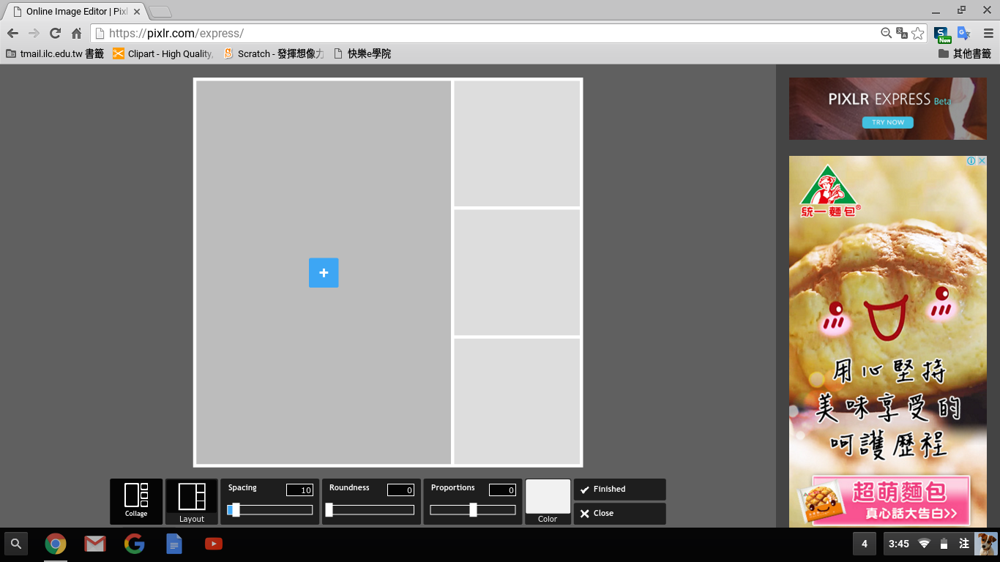 Online Image Editor | Pixl
https://pixlr.com/express/
New
tmail.ilc.edu.tw 書籤
Clipart - High Quality,
Scratch - 發揮想像力
快樂e學院
其他書籤
PIXLR EXPRESS Beta
TRY NOW
統一麵包®
用心堅持
美味享受的
呵護歷程
超萌麵包
真心話大告白>>
Collage
Layout
Spacing 10
Roundness 0
Proportions 0
Color
Finished
Close
4
3:45
注